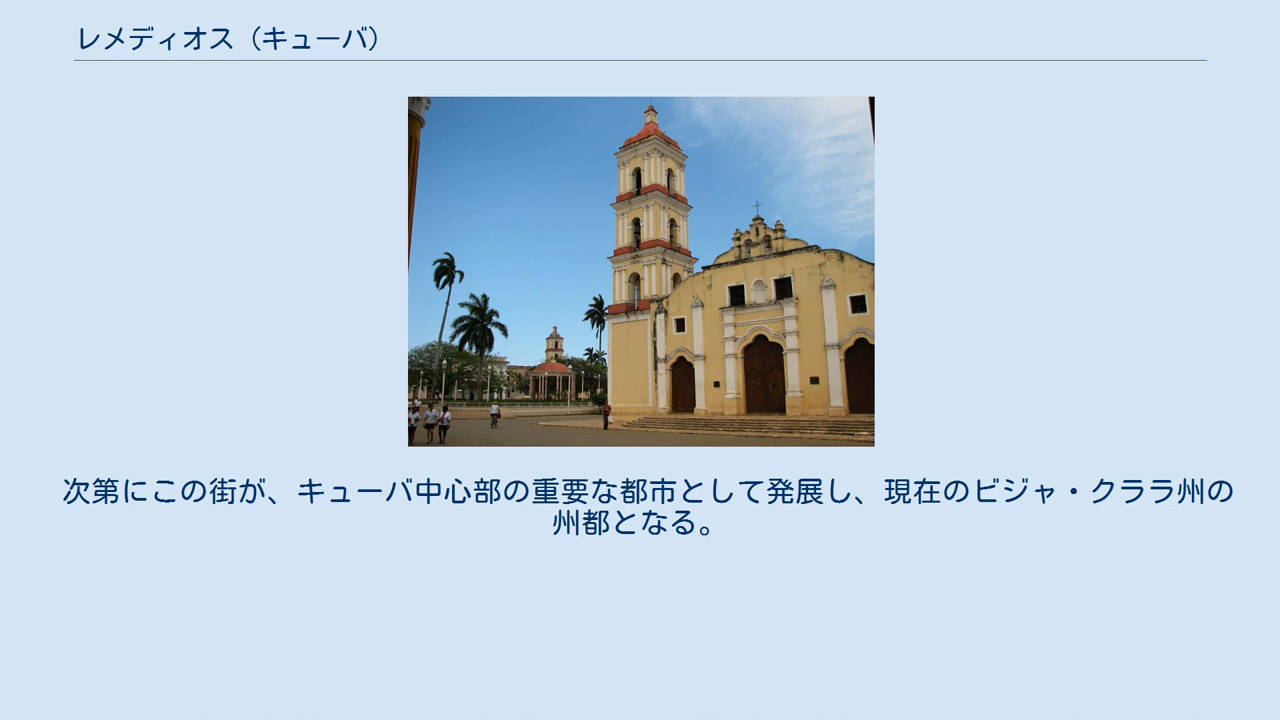 レメディオス（キューバ）
次第にこの街が、キューバ中心部の重要な都市として発展し、現在のビジャ・クララ州の
州都となる。